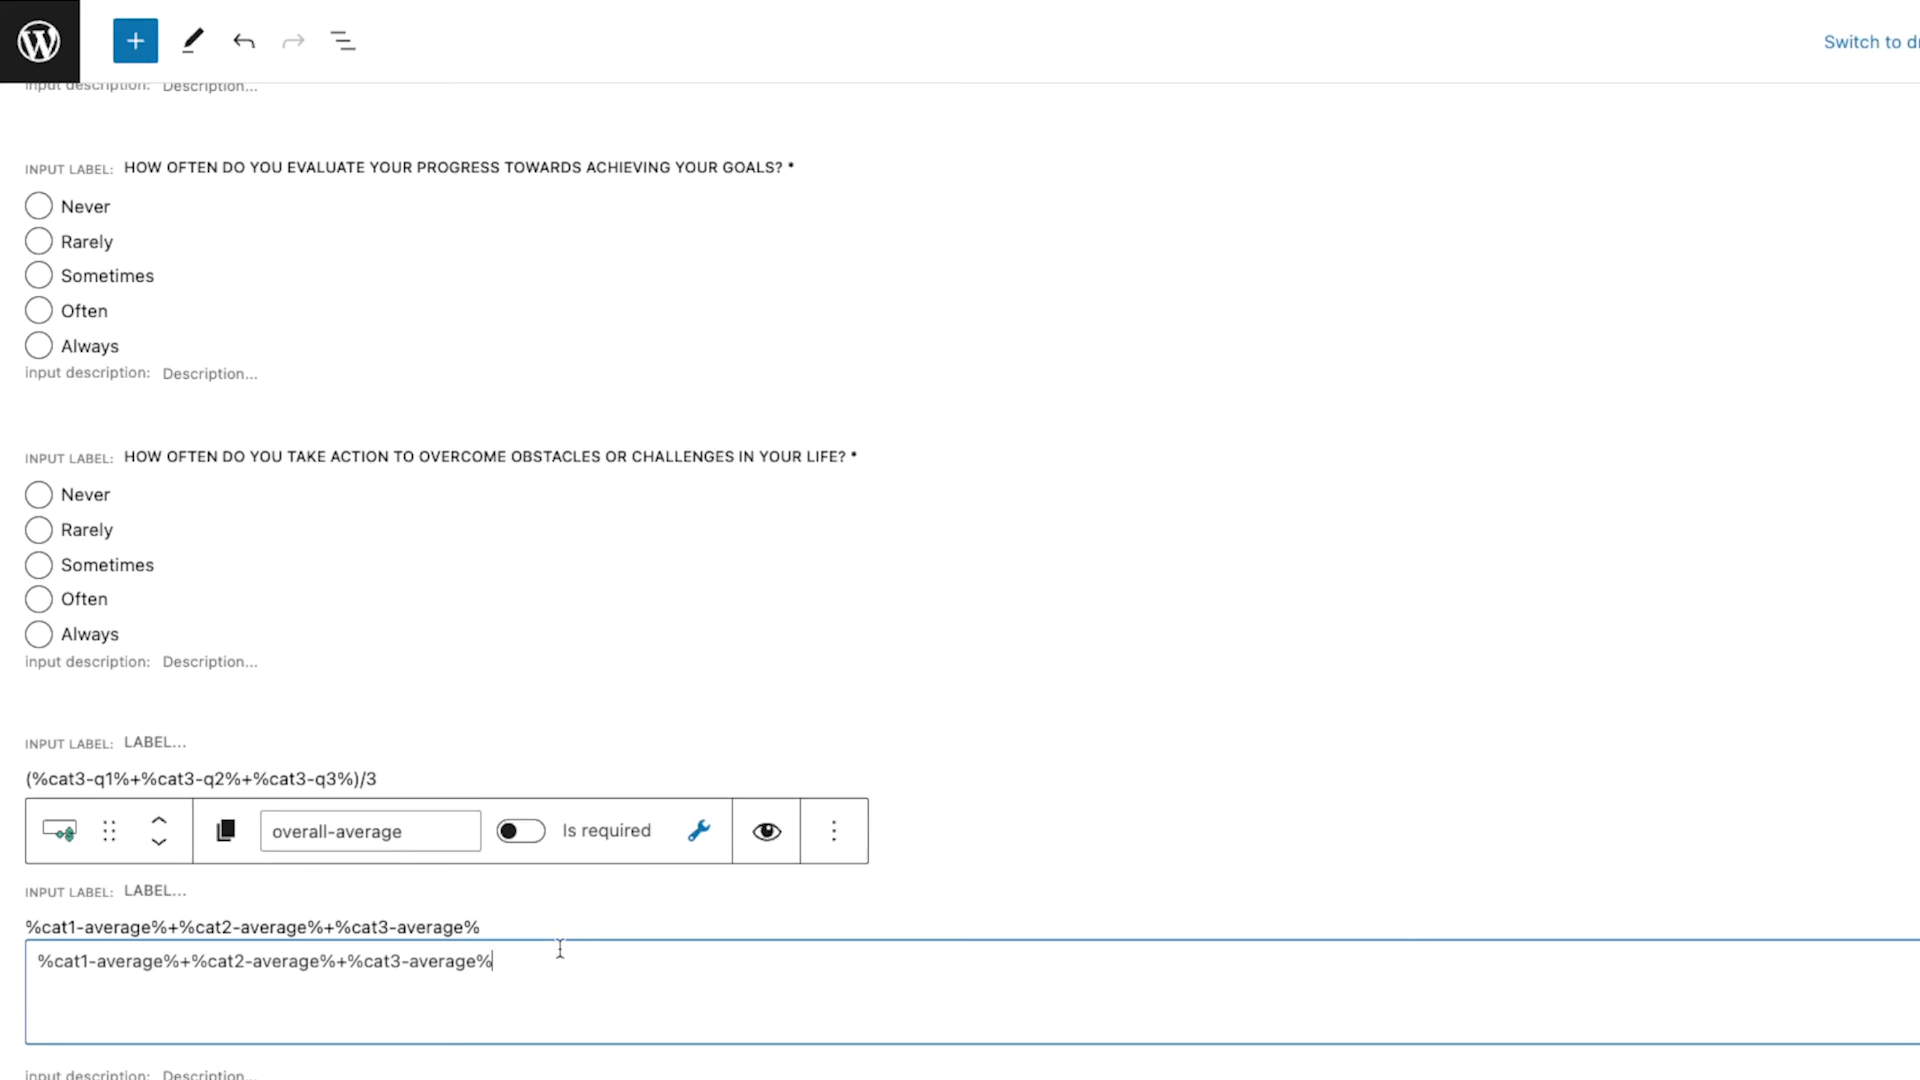 Switch to
input description: Description...
INPUT LABEL: HOW OFTEN DO YOU EVALUATE YOUR PROGRESS TOWARDS ACHIEVING YOUR GOALS? *
Never
Rarely
Sometimes
Often
Always
input description: Description...
INPUT LABEL: HOW OFTEN DO YOU TAKE ACTION TO OVERCOME OBSTACLES OR CHALLENGES IN YOUR LIFE? *
Never
Rarely
Sometimes
Often
Always
input description: Description...
INPUT LABEL: LABEL...
(%cat3-q1%+%cat3-q2%+%cat3-q3%)/3
overall-average Is required
INPUT LABEL: LABEL...
%cat1-average%+%cat2-average%+%cat3-average%
%cat1-average%+%cat2-average%+%cat3-average%
input description: Description...